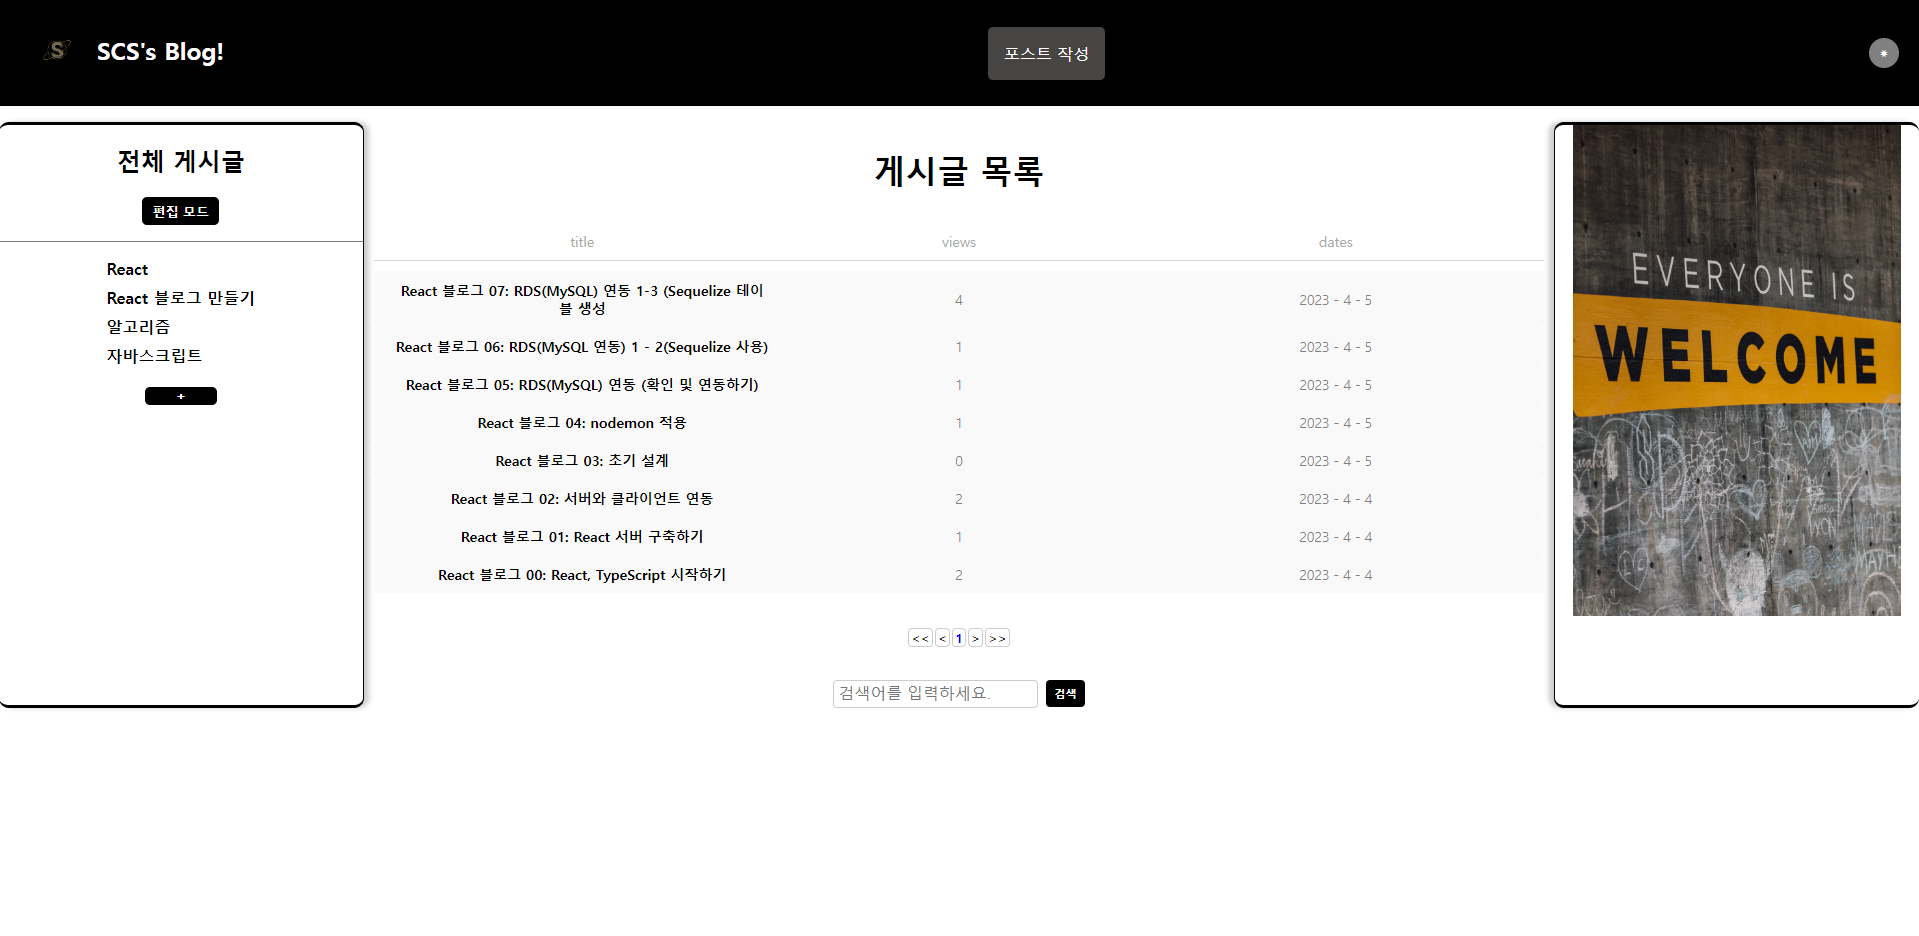 S
SCS's Blog!
포스트 작성
*
전체 게시글
편집 모드
React
React 블로그 만들기
알고리즘
자바스크립트
+
게시글 목록
title views dates
React 블로그 07: RDS(MySQL) 연동 1-3 (Sequelize 테이
블 생성
4 2023 - 4 - 5
React 블로그 06: RDS(MySQL 연동) 1 - 2(Sequelize 사용) 1 2023 - 4 - 5
React 블로그 05: RDS(MySQL) 연동 (확인 및 연동하기) 1 2023 - 4 - 5
React 블로그 04: nodemon 적용 1 2023 - 4 - 5
React 블로그 03: 초기 설계 0 2023 - 4 - 5
React 블로그 02: 서버와 클라이언트 연동 2 2023 - 4 - 4
React 블로그 01: React 서버 구축하기 1 2023 - 4 - 4
React 블로그 00: React, TypeScript 시작하기 2 2023 - 4 - 4
<< < 1 > >>
검색어를 입력하세요. 검색
EVERYONE IS
WELCOME